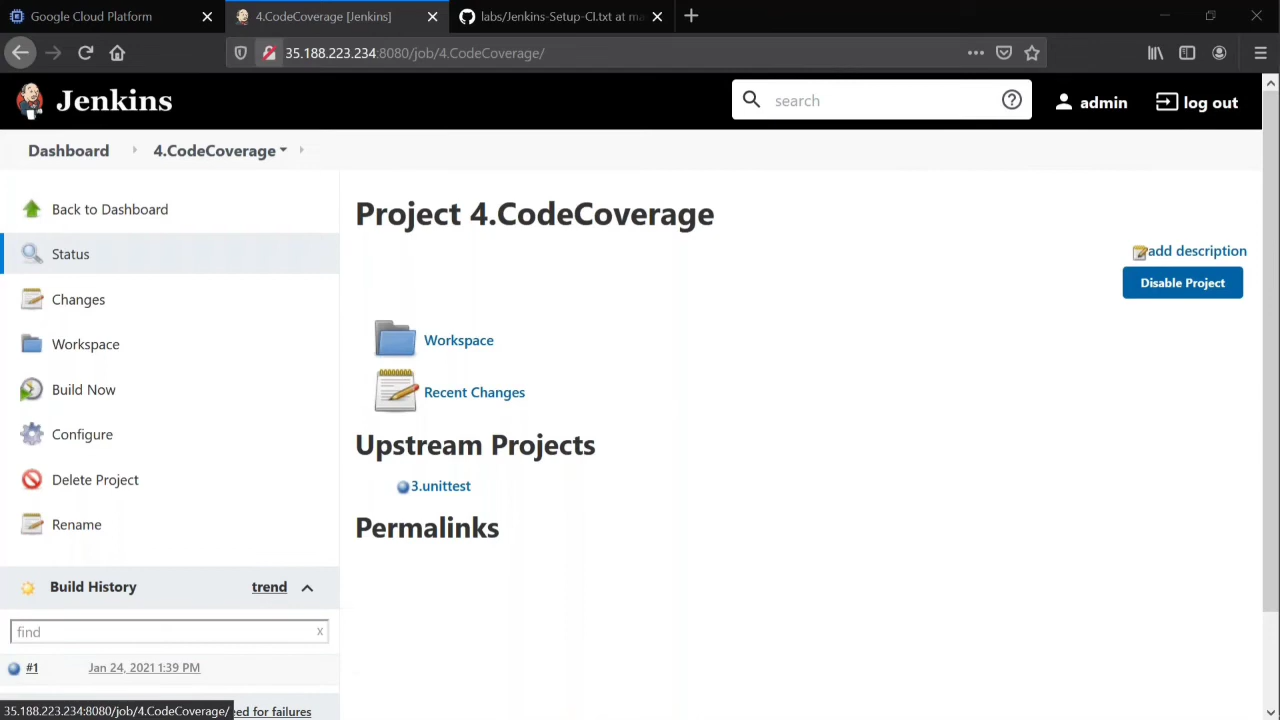 Google Cloud Platform
4.CodeCoverage [Jenkins]
labs/Jenkins-Setup-CI.txt at ma
35.188.223.234:8080/job/4.CodeCoverage/
Jenkins
search
admin
log out
Dashboard
4.CodeCoverage
Back to Dashboard
Status
Changes
Workspace
Build Now
Configure
Delete Project
Rename
Build History
trend
find
x
#1
Jan 24, 2021 1:39 PM
35.188.223.234:8080/job/4.CodeCoverage/
eed for failures
Project 4.CodeCoverage
add description
Disable Project
Workspace
Recent Changes
Upstream Projects
3.unittest
Permalinks